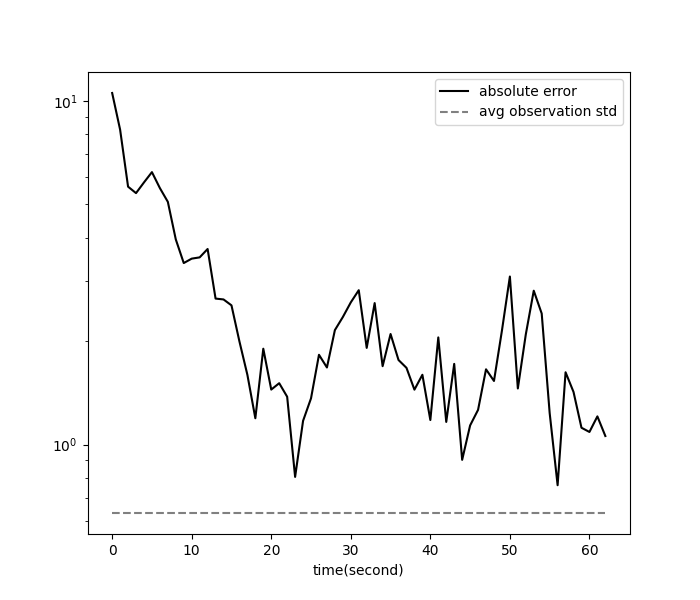 absolute error
avg observation std
10¹
10⁰
0 10 20 30 40 50 60
time(second)